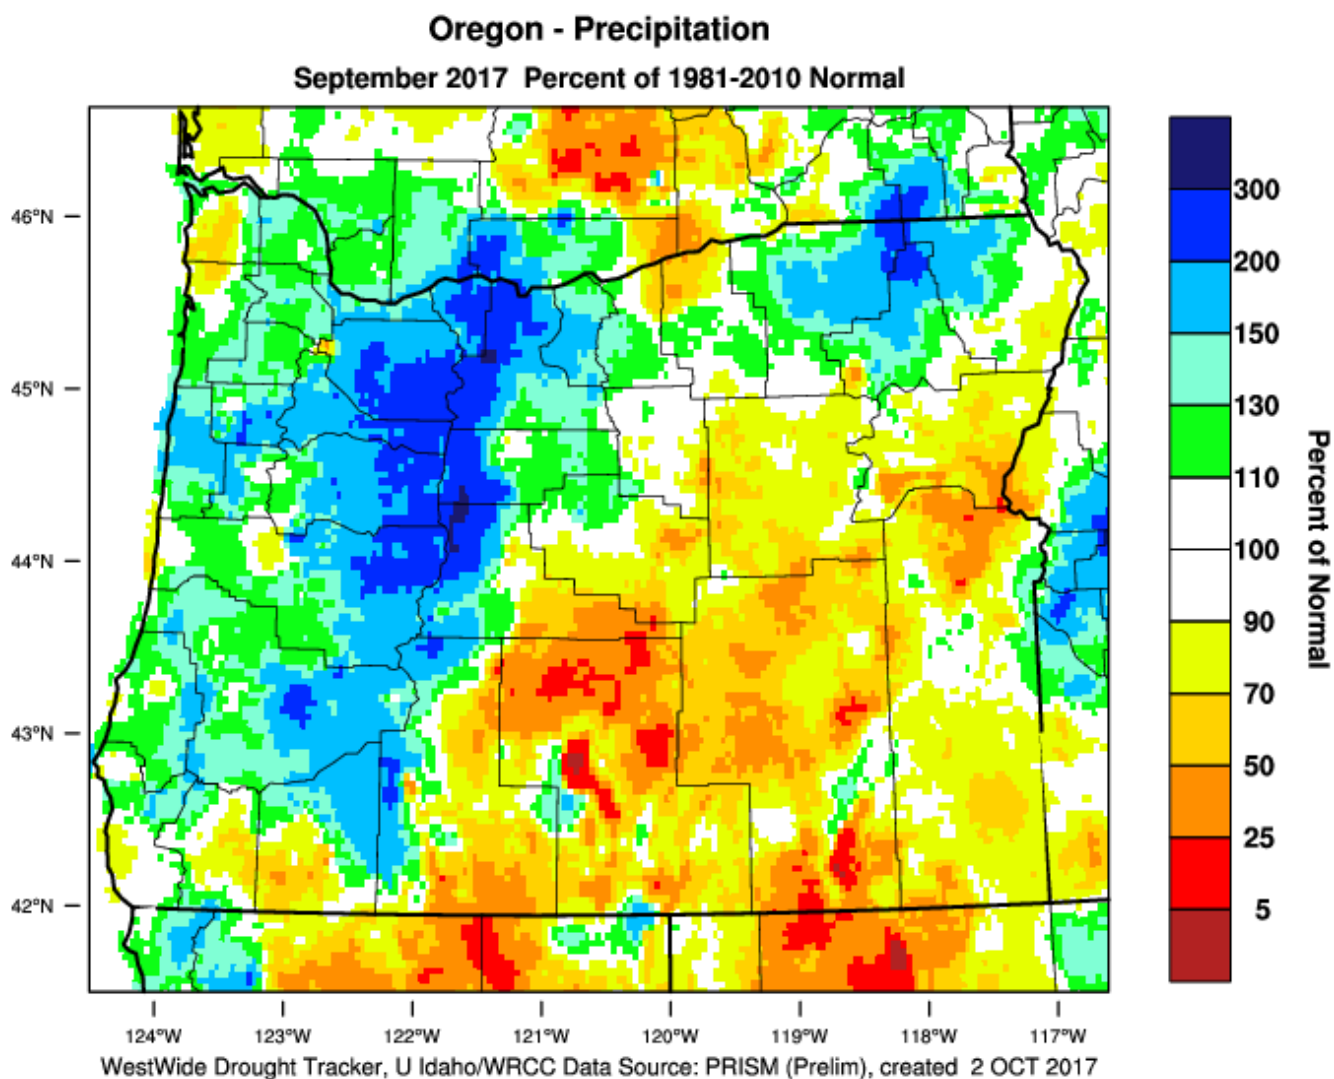 Oregon - Precipitation
September 2017 Percent of 1981-2010 Normal
46°N
45°N
44°N
43°N
42°N
124°W 123°W 122°W 121°W 120°W 119°W 118°W 117°W
300
200
150
130
110
100
90
70
50
25
5
Percent of Normal
WestWide Drought Tracker, U Idaho/WRCC Data Source: PRISM (Prelim), created 2 OCT 2017